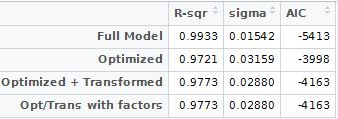 R-sqr sigma AIC
Full Model 0.9933 0.01542 -5413
Optimized 0.9721 0.03159 -3998
Optimized + Transformed 0.9773 0.02880 -4163
Opt/Trans with factors 0.9773 0.02880 -4163